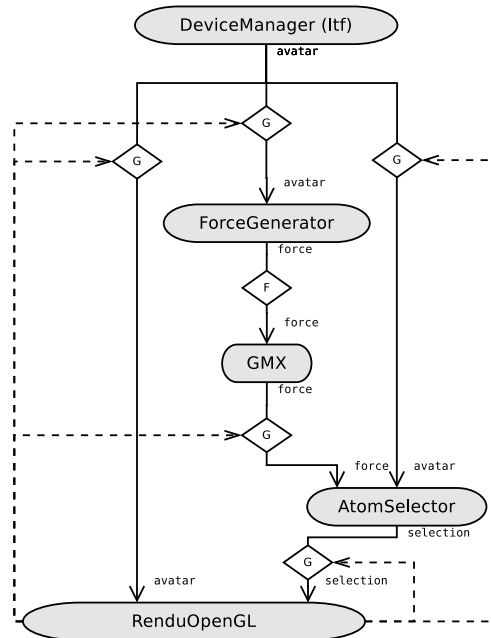 DeviceManager (Itf)
avatar
G
G
G
avatar
ForceGenerator
force
F
force
GMX
force
G
force
avatar
AtomSelector
selection
G
avatar
selection
RenduOpenGL